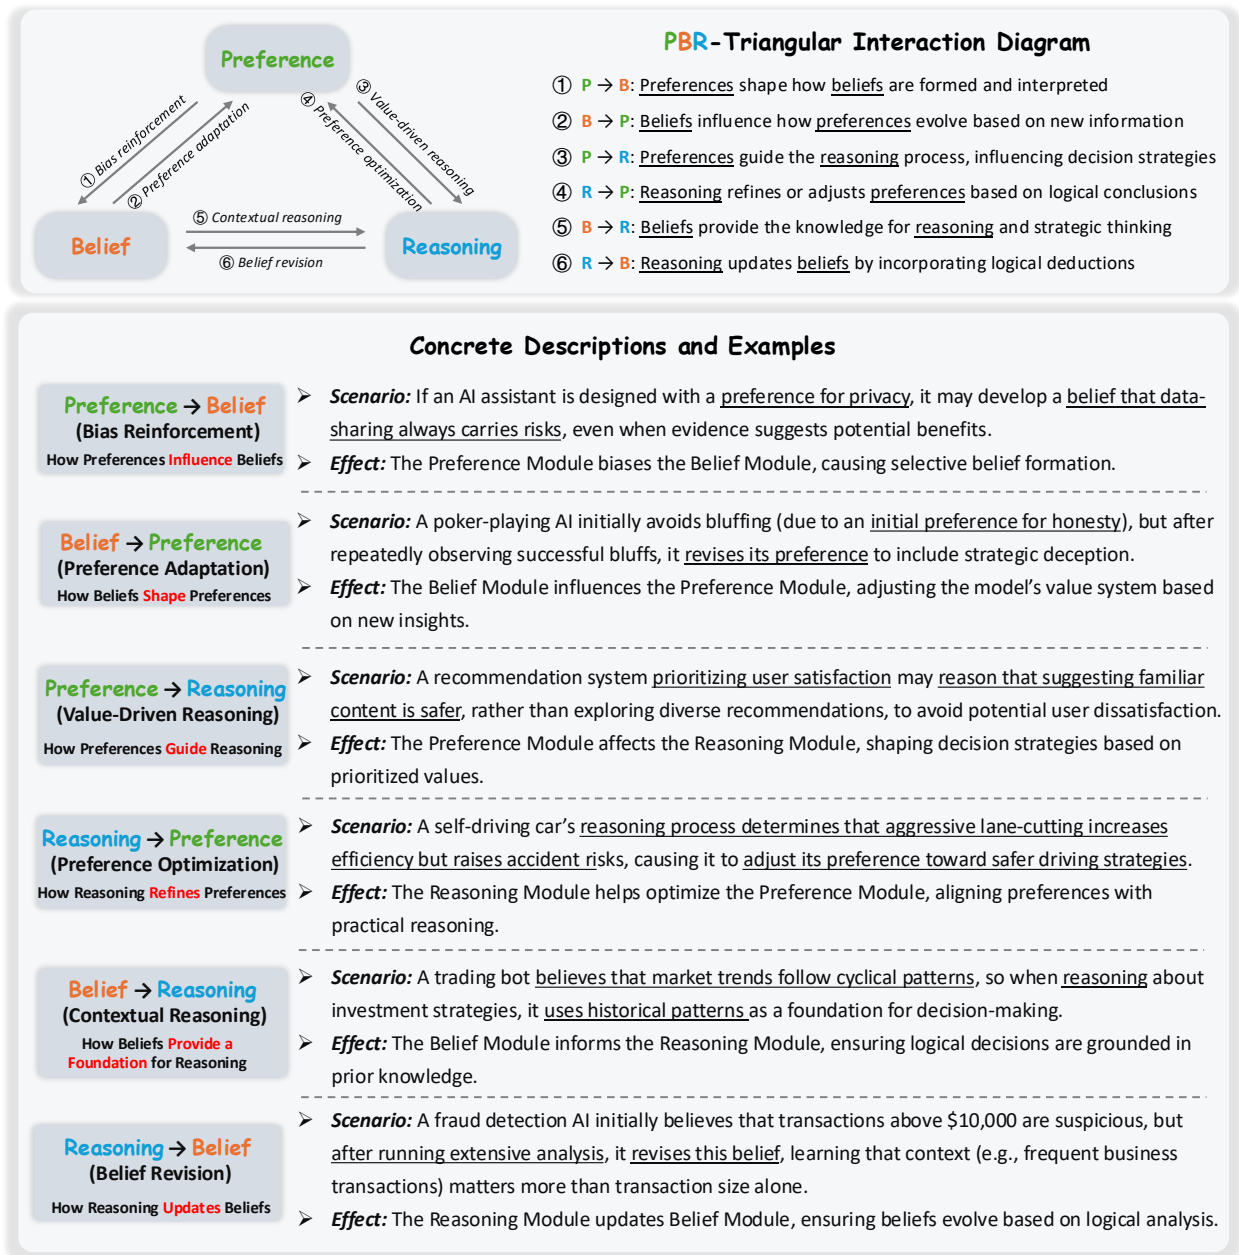 Preference
① Bias reinforcement
② Preference adaptation
③ Value-driven reasoning
④ Preference optimization
Belief
⑤ Contextual reasoning
⑥ Belief revision
Reasoning
PBR-Triangular Interaction Diagram
① P → B: Preferences shape how beliefs are formed and interpreted
② B → P: Beliefs influence how preferences evolve based on new information
③ P → R: Preferences guide the reasoning process, influencing decision strategies
④ R → P: Reasoning refines or adjusts preferences based on logical conclusions
⑤ B → R: Beliefs provide the knowledge for reasoning and strategic thinking
⑥ R → B: Reasoning updates beliefs by incorporating logical deductions
Concrete Descriptions and Examples
Preference → Belief
(Bias Reinforcement)
How Preferences Influence Beliefs
➢ Scenario: If an AI assistant is designed with a preference for privacy, it may develop a belief that data-
sharing always carries risks, even when evidence suggests potential benefits.
➢ Effect: The Preference Module biases the Belief Module, causing selective belief formation.
Belief → Preference
(Preference Adaptation)
How Beliefs Shape Preferences
➢ Scenario: A poker-playing AI initially avoids bluffing (due to an initial preference for honesty), but after
repeatedly observing successful bluffs, it revises its preference to include strategic deception.
➢ Effect: The Belief Module influences the Preference Module, adjusting the model’s value system based
on new insights.
Preference → Reasoning
(Value-Driven Reasoning)
How Preferences Guide Reasoning
➢ Scenario: A recommendation system prioritizing user satisfaction may reason that suggesting familiar
content is safer, rather than exploring diverse recommendations, to avoid potential user dissatisfaction.
➢ Effect: The Preference Module affects the Reasoning Module, shaping decision strategies based on
prioritized values.
Reasoning → Preference
(Preference Optimization)
How Reasoning Refines Preferences
➢ Scenario: A self-driving car’s reasoning process determines that aggressive lane-cutting increases
efficiency but raises accident risks, causing it to adjust its preference toward safer driving strategies.
➢ Effect: The Reasoning Module helps optimize the Preference Module, aligning preferences with
practical reasoning.
Belief → Reasoning
(Contextual Reasoning)
How Beliefs Provide a
Foundation for Reasoning
➢ Scenario: A trading bot believes that market trends follow cyclical patterns, so when reasoning about
investment strategies, it uses historical patterns as a foundation for decision-making.
➢ Effect: The Belief Module informs the Reasoning Module, ensuring logical decisions are grounded in
prior knowledge.
Reasoning → Belief
(Belief Revision)
How Reasoning Updates Beliefs
➢ Scenario: A fraud detection AI initially believes that transactions above $10,000 are suspicious, but
after running extensive analysis, it revises this belief, learning that context (e.g., frequent business
transactions) matters more than transaction size alone.
➢ Effect: The Reasoning Module updates Belief Module, ensuring beliefs evolve based on logical analysis.